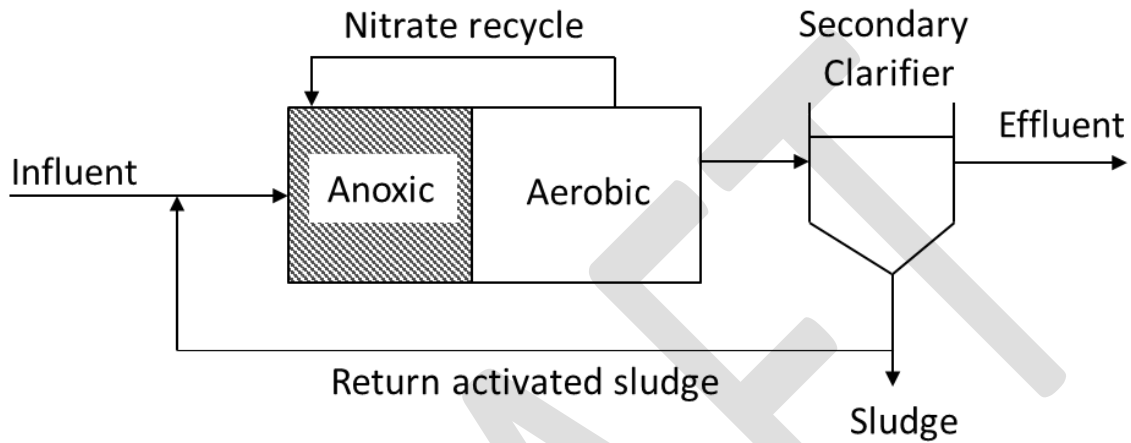 Nitrate recycle
Secondary
Clarifier
Effluent
Influent
Anoxic
Aerobic
Return activated sludge
Sludge